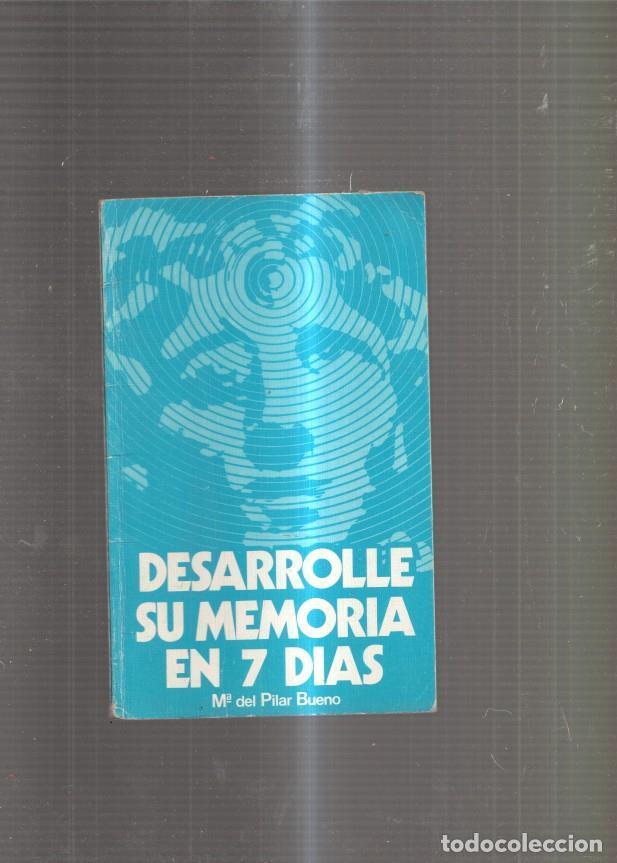 DESARROLLE
SU MEMORIA
EN 7 DIAS
Mª del Pilar Bueno
todocoleccion